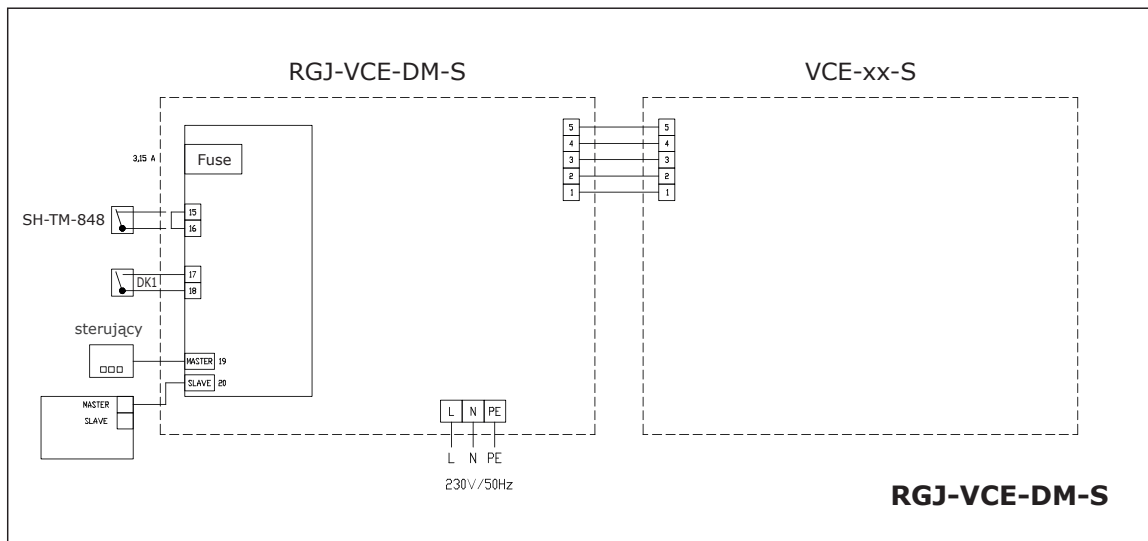 RGJ-VCE-DM-S
VCE-xx-S
3,15 A
Fuse
5
4
3
2
1
5
4
3
2
1
SH-TM-848
15
16
DK1
17
18
sterujący
MASTER 19
SLAVE 20
MASTER
SLAVE
L N PE
L N PE
230V/50Hz
RGJ-VCE-DM-S